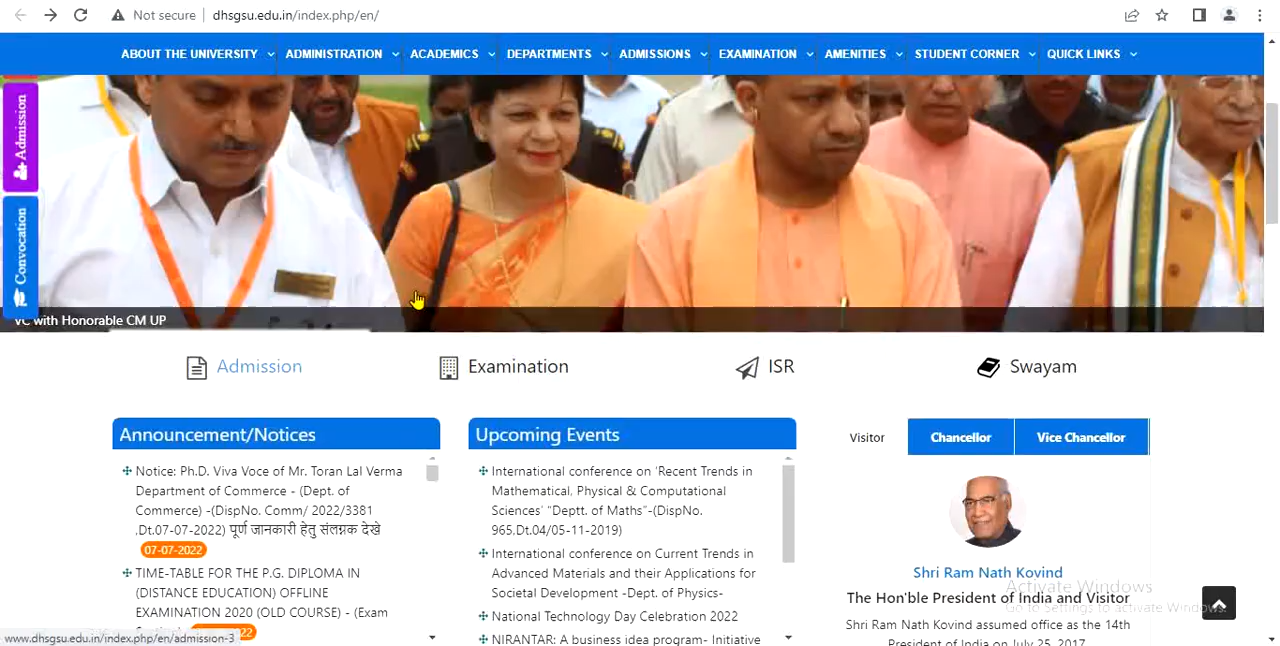 Not secure
dhsgsu.edu.in/index.php/en/
ABOUT THE UNIVERSITY
ADMINISTRATION
ACADEMICS
DEPARTMENTS
ADMISSIONS
EXAMINATION
AMENITIES
STUDENT CORNER
QUICK LINKS
Admission
Convocation
VC with Honorable CM UP
Admission
Examination
ISR
Swayam
Announcement/Notices
Notice: Ph.D. Viva Voce of Mr. Toran Lal Verma
Department of Commerce - (Dept. of
Commerce) -(DispNo. Comm/ 2022/3381
,Dt.07-07-2022) पूर्ण जानकारी हेतु संलग्नक देखे
07-07-2022
TIME-TABLE FOR THE P.G. DIPLOMA IN
(DISTANCE EDUCATION) OFFLINE
EXAMINATION 2020 (OLD COURSE) - (Exam
Upcoming Events
International conference on 'Recent Trends in
Mathematical, Physical & Computational
Sciences' "Deptt. of Maths"-(DispNo.
965,Dt.04/05-11-2019)
International conference on Current Trends in
Advanced Materials and their Applications for
Societal Development -Dept. of Physics-
National Technology Day Celebration 2022
NIRANTAR: A business idea program- Initiative
Visitor
Chancellor
Vice Chancellor
Shri Ram Nath Kovind
The Hon'ble President of India and Visitor
Shri Ram Nath Kovind assumed office as the 14th
President of India on July 25, 2017
Activate Windows
Go to Settings to activate Windows.
www.dhsgsu.edu.in/index.php/en/admission-3